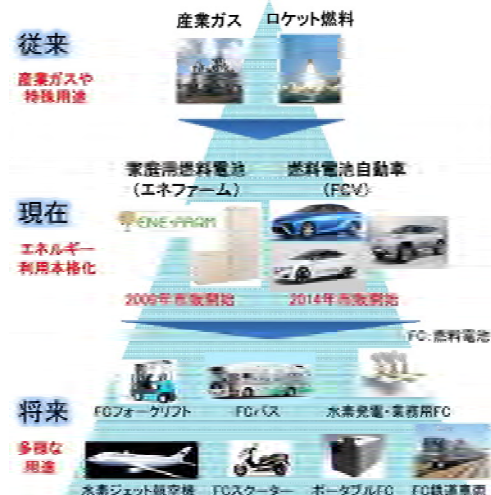 産業ガス ロケット燃料
従来
産業ガスや
特殊用途
家庭用燃料電池 燃料電池自動車
(エネファーム) (FCV)
現在
ENE・FARM
エネルギー
利用本格化
2009年市販開始 2014年市販開始
FC:燃料電池
将来
FCフォークリフト FCバス 水素発電・業務用FC
多様な
用途
水素ジェット航空機 FCスクーター ポータブルFC FC鉄道車両